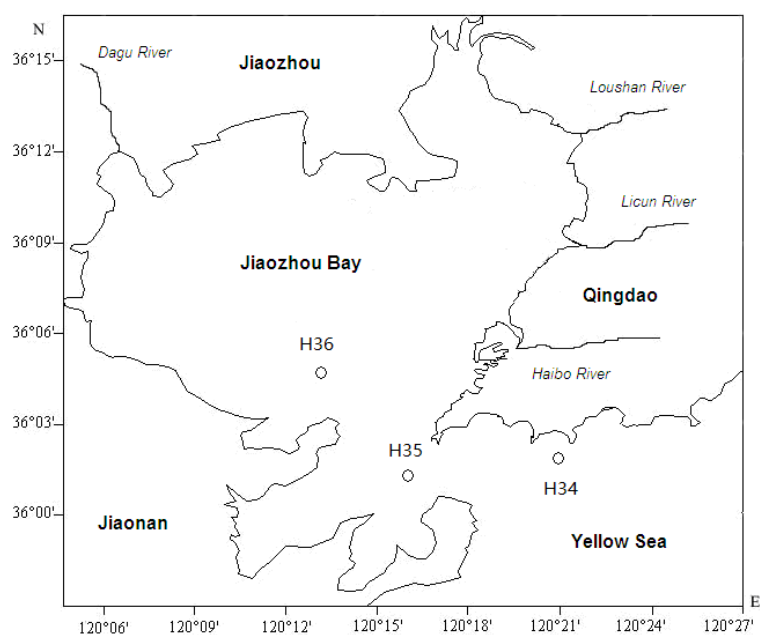 N
Dagu River
36°15'
Jiaozhou
Loushan River
36°12'
Licun River
36°09'
Jiaozhou Bay
Qingdao
36°06'
H36
Haibo River
36°03'
H35
H34
36°00'
Jiaonan
Yellow Sea
E
120°06' 120°09' 120°12' 120°15' 120°18' 120°21' 120°24' 120°27'